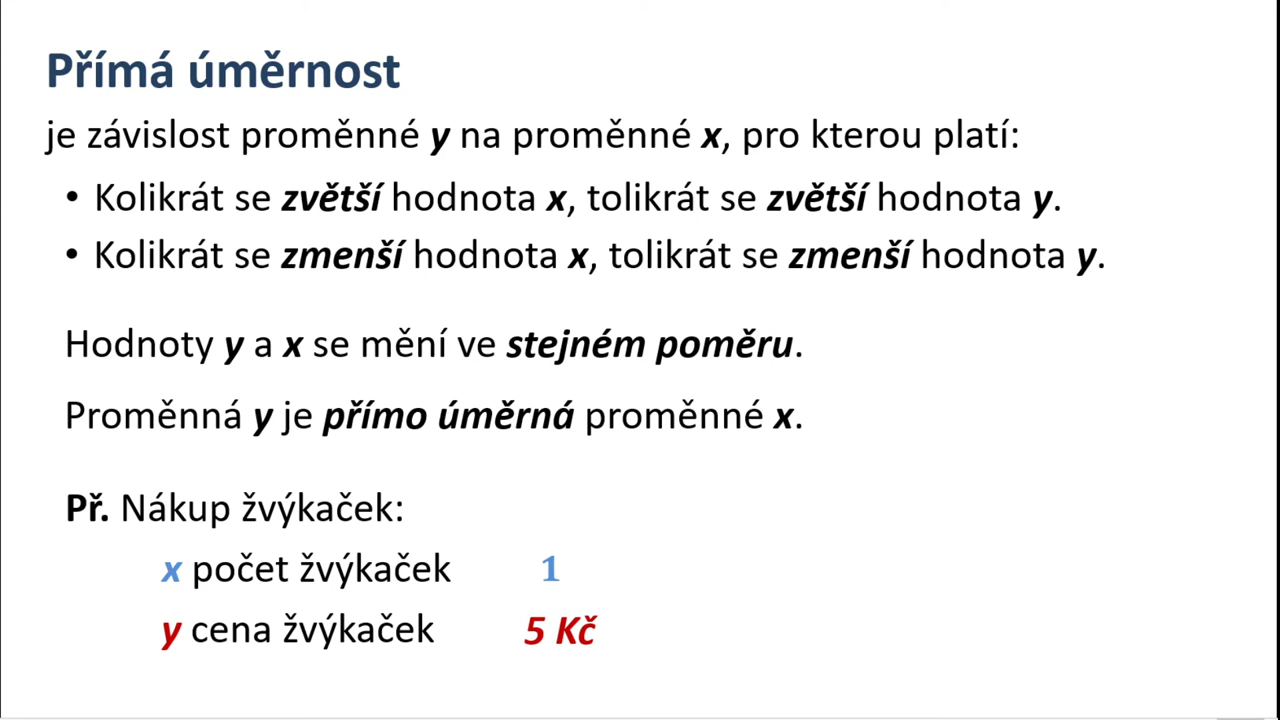 Přímá úměrnost
je závislost proměnné y na proměnné x, pro kterou platí:
• Kolikrát se zvětší hodnota x, tolikrát se zvětší hodnota y.
• Kolikrát se zmenší hodnota x, tolikrát se zmenší hodnota y.
Hodnoty y a x se mění ve stejném poměru.
Proměnná y je přímo úměrná proměnné x.
Př. Nákup žvýkaček:
x počet žvýkaček 1
y cena žvýkaček 5 Kč